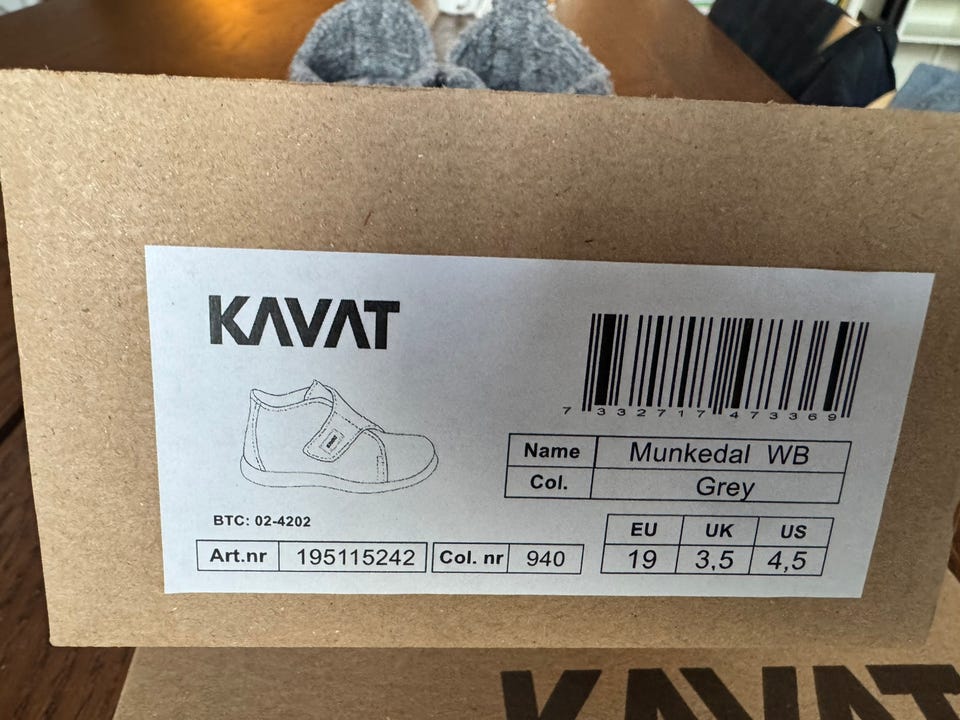 KAVAT
7 332717 473369
Name Munkedal WB
Col. Grey
BTC: 02-4202
EU UK US
19 3,5 4,5
Art.nr 195115242 Col. nr 940
KAVAT